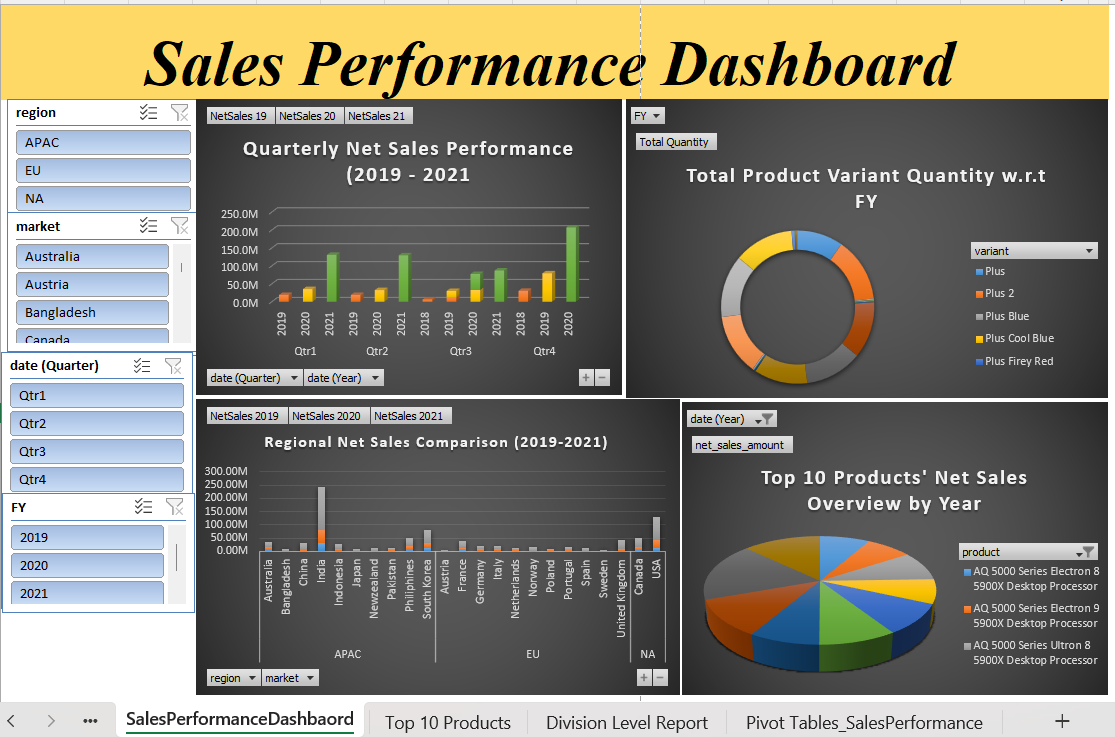 Sales Performance Dashboard
region
APAC
EU
NA
market
Australia
Austria
Bangladesh
Canada
date (Quarter)
Qtr1
Qtr2
Qtr3
Qtr4
FY
2019
2020
2021
NetSales 19 NetSales 20 NetSales 21
Quarterly Net Sales Performance
(2019 - 2021
250.0M
200.0M
150.0M
100.0M
50.0M
0.0M
2019 2020 2021 2019 2020 2021 2018 2019 2020 2021 2018 2019 2020
Qtr1 Qtr2 Qtr3 Qtr4
date (Quarter) date (Year)
+ −
FY
Total Quantity
Total Product Variant Quantity w.r.t
FY
variant
Plus
Plus 2
Plus Blue
Plus Cool Blue
Plus Firey Red
NetSales 2019 NetSales 2020 NetSales 2021
Regional Net Sales Comparison (2019-2021)
300.00M
250.00M
200.00M
150.00M
100.00M
50.00M
0.00M
Australia
Bangladesh
China
India
Indonesia
Japan
Newzealand
Pakistan
Philiphines
South Korea
Austria
France
Germany
Italy
Netherlands
Norway
Poland
Portugal
Spain
Sweden
United Kingdom
Canada
USA
APAC EU NA
region market
+ −
date (Year)
net_sales_amount
Top 10 Products' Net Sales
Overview by Year
product
AQ 5000 Series Electron 8
5900X Desktop Processor
AQ 5000 Series Electron 9
5900X Desktop Processor
AQ 5000 Series Ultron 8
5900X Desktop Processor
SalesPerformanceDashbaord Top 10 Products Division Level Report Pivot Tables_SalesPerformance +